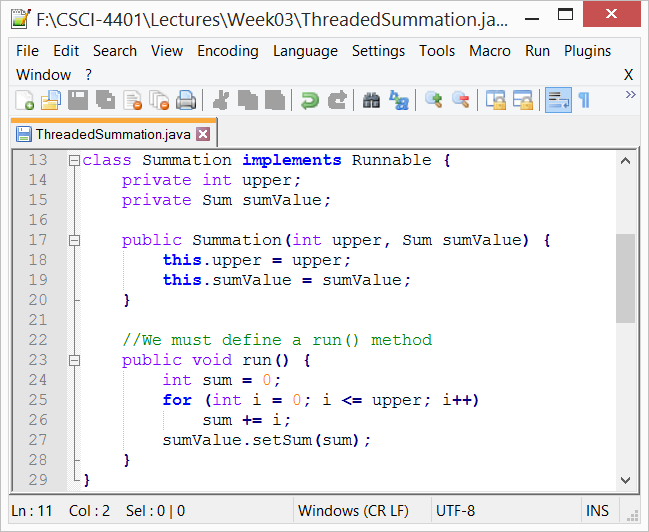 F:\CSCI-4401\Lectures\Week03\ThreadedSummation.ja...
File Edit Search View Encoding Language Settings Tools Macro Run Plugins
Window ? X
ThreadedSummation.java
13 class Summation implements Runnable {
14     private int upper;
15     private Sum sumValue;
16
17     public Summation(int upper, Sum sumValue) {
18         this.upper = upper;
19         this.sumValue = sumValue;
20     }
21
22     //We must define a run() method
23     public void run() {
24         int sum = 0;
25         for (int i = 0; i <= upper; i++)
26             sum += i;
27         sumValue.setSum(sum);
28     }
29 }
Ln : 11 Col : 2 Sel : 0 | 0 Windows (CR LF) UTF-8 INS